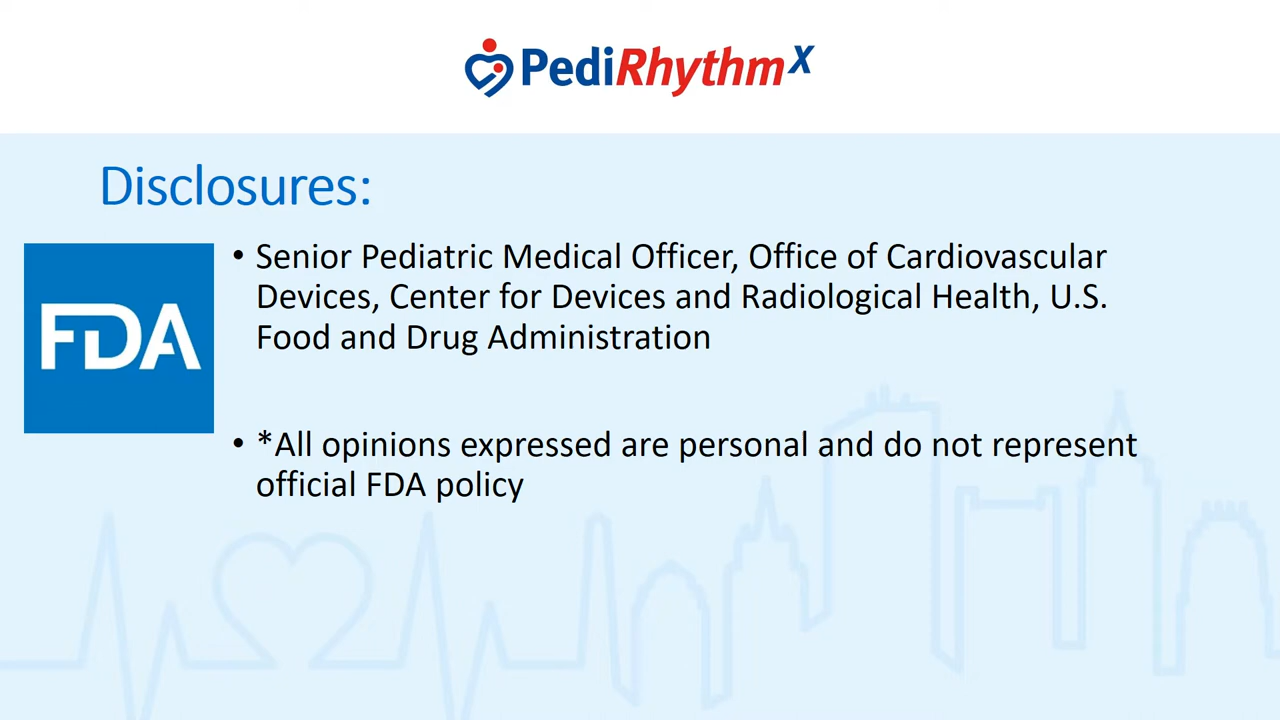 PediRhythm X
Disclosures:
FDA
• Senior Pediatric Medical Officer, Office of Cardiovascular
Devices, Center for Devices and Radiological Health, U.S.
Food and Drug Administration
• *All opinions expressed are personal and do not represent
official FDA policy